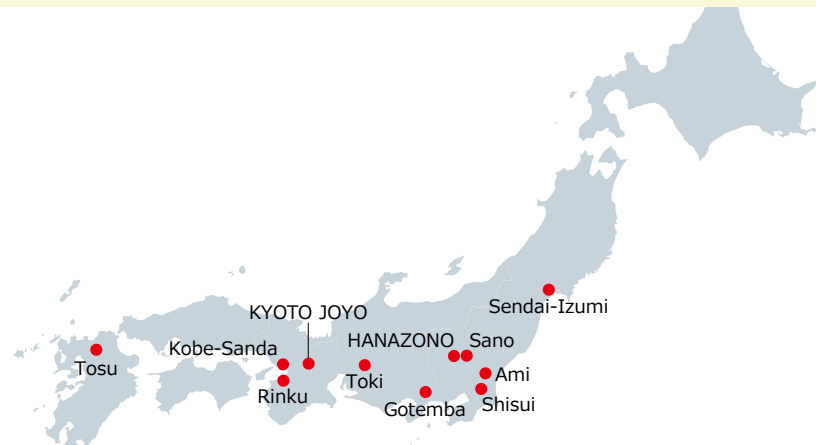 Sendai-Izumi
KYOTO JOYO
HANAZONO
Sano
Kobe-Sanda
Tosu
Toki
Ami
Rinku
Gotemba
Shisui